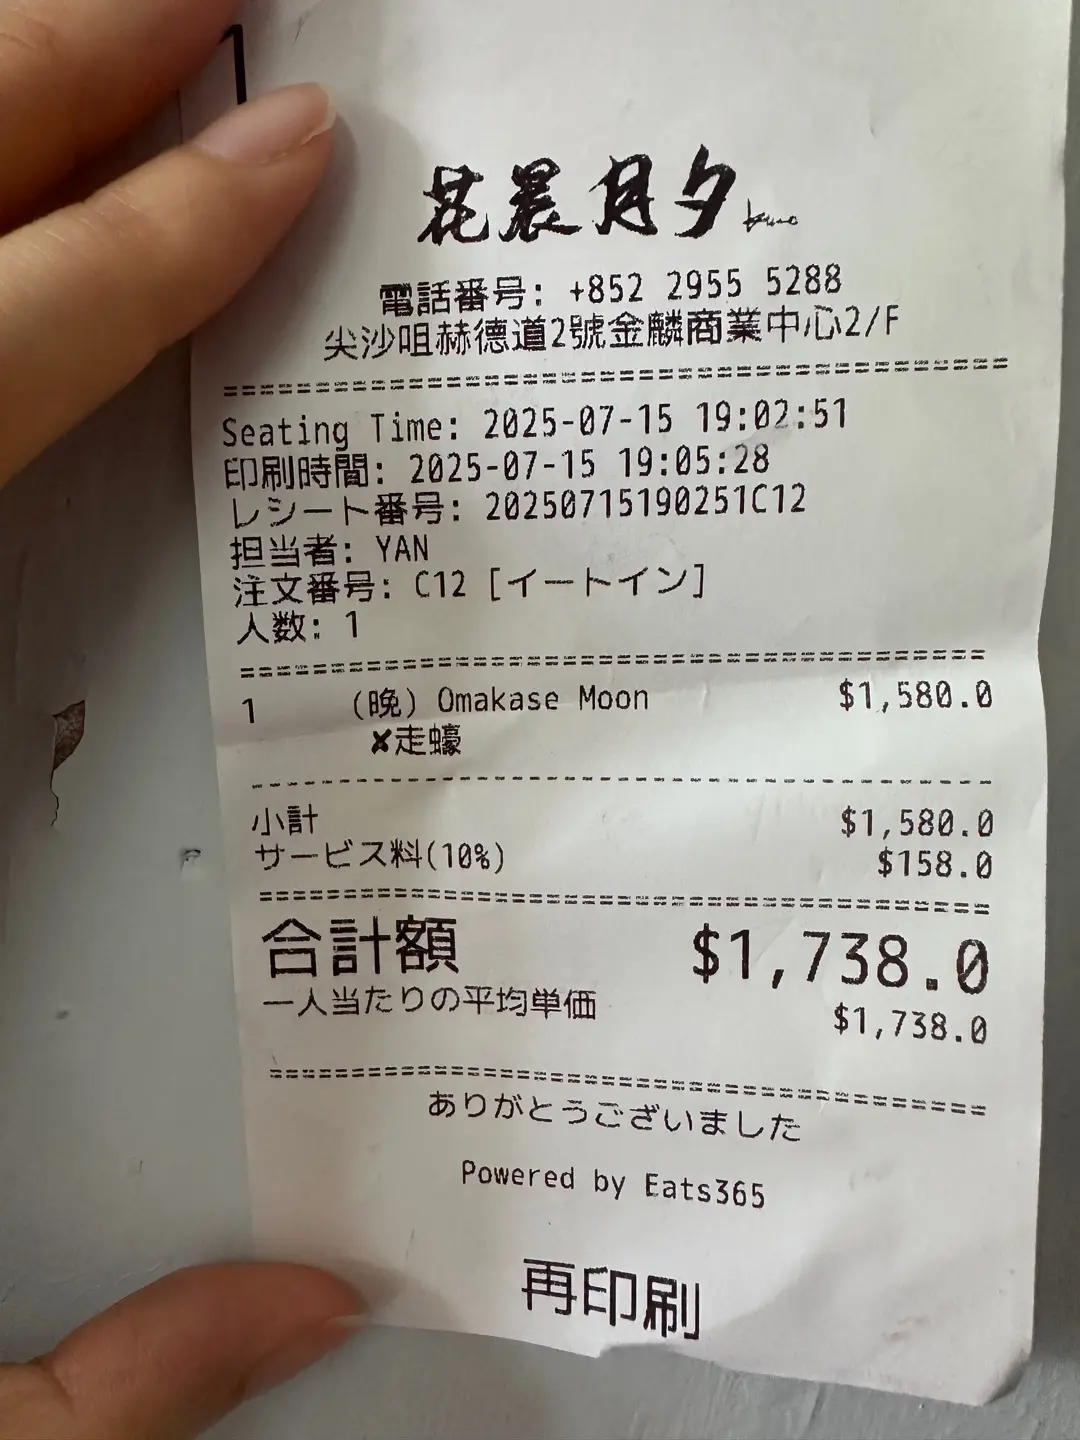 花晨月夕
電話番号: +852 2955 5288
尖沙咀赫德道2號金麟商業中心2/F
Seating Time: 2025-07-15 19:02:51
印刷時間: 2025-07-15 19:05:28
レシート番号: 20250715190251C12
担当者: YAN
注文番号: C12 [イートイン]
人数: 1
1 (晚) Omakase Moon $1,580.0
✘走蠔
小計 $1,580.0
サービス料(10%) $158.0
合計額 $1,738.0
一人当たりの平均単価 $1,738.0
ありがとうございました
Powered by Eats365
再印刷